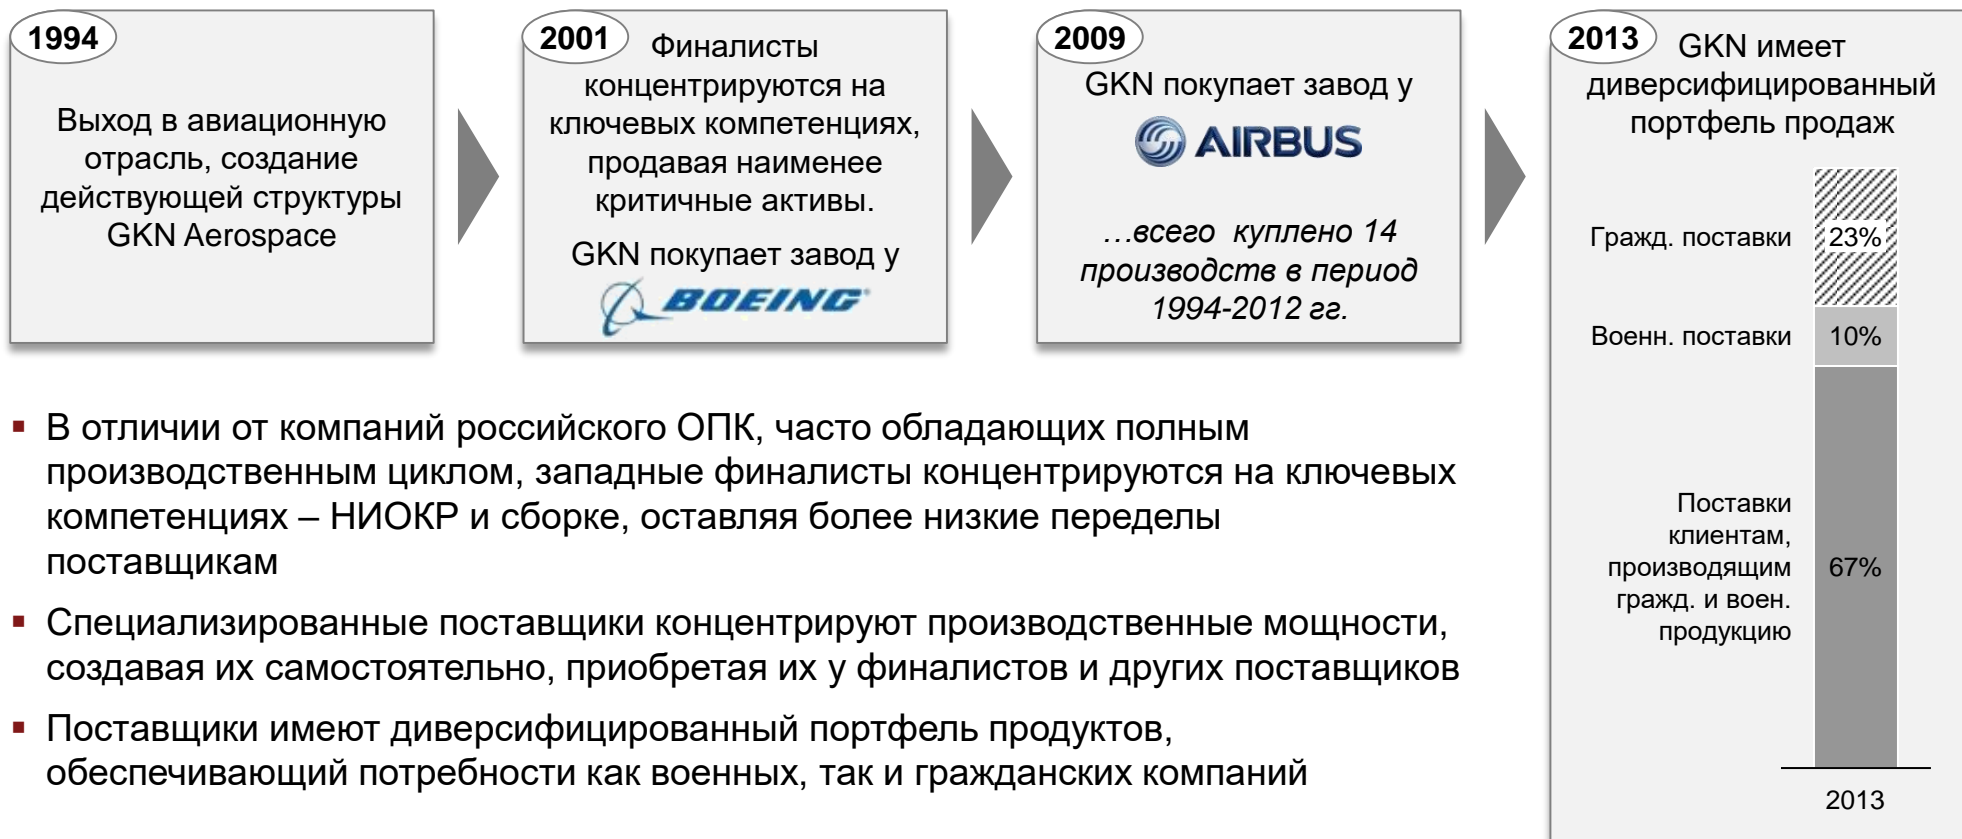 1994
Выход в авиационную
отрасль, создание
действующей структуры
GKN Aerospace
2001
Финалисты
концентрируются на
ключевых компетенциях,
продавая наименее
критичные активы.
GKN покупает завод у
BOEING
2009
GKN покупает завод у
AIRBUS
…всего куплено 14
производств в период
1994-2012 гг.
2013
GKN имеет
диверсифицированный
портфель продаж
Гражд. поставки
23%
Военн. поставки
10%
Поставки
клиентам,
производящим
гражд. и воен.
продукцию
67%
2013
▪ В отличии от компаний российского ОПК, часто обладающих полным
производственным циклом, западные финалисты концентрируются на ключевых
компетенциях – НИОКР и сборке, оставляя более низкие переделы
поставщикам
▪ Специализированные поставщики концентрируют производственные мощности,
создавая их самостоятельно, приобретая их у финалистов и других поставщиков
▪ Поставщики имеют диверсифицированный портфель продуктов,
обеспечивающий потребности как военных, так и гражданских компаний